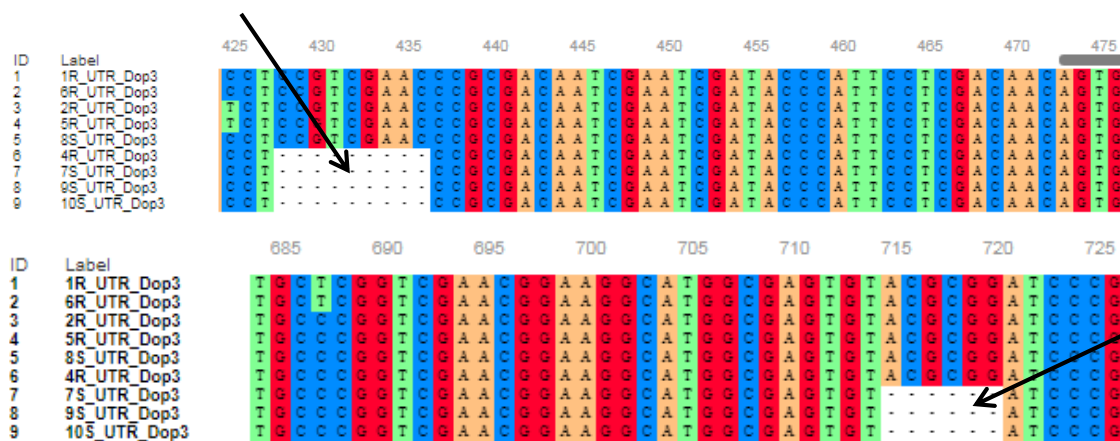 425 430 435 440 445 450 455 460 465 470 475
ID Label
1 1R_UTR_Dop3 C C T C C G T C G A A C C C G C G A C A A T C G A A T C G A T A C C C A T T C C T C G A C A A C A G T G
2 6R_UTR_Dop3 C C T C C G T C G A A C C C G C G A C A A T C G A A T C G A T A C C C A T T C C T C G A C A A C A G T G
3 2R_UTR_Dop3 T C T C C G T C G A A C C C G C G A C A A T C G A A T C G A T A C C C A T T C C T C G A C A A C A G T G
4 5R_UTR_Dop3 T C T C C G T C G A A C C C G C G A C A A T C G A A T C G A T A C C C A T T C C T C G A C A A C A G T G
5 8S_UTR_Dop3 C C T C C G T C G A A C C C G C G A C A A T C G A A T C G A T A C C C A T T C C T C G A C A A C A G T G
6 4R_UTR_Dop3 C C T - - - - - - - - - C C G C G A C A A T C G A A T C G A T A C C C A T T C C T C G A C A A C A G T G
7 7S_UTR_Dop3 C C T - - - - - - - - - C C G C G A C A A T C G A A T C G A T A C C C A T T C C T C G A C A A C A G T G
8 9S_UTR_Dop3 C C T - - - - - - - - - C C G C G A C A A T C G A A T C G A T A C C C A T T C C T C G A C A A C A G T G
9 10S_UTR_Dop3 C C T - - - - - - - - - C C G C G A C A A T C G A A T C G A T A C C C A T T C C T C G A C A A C A G T G
685 690 695 700 705 710 715 720 725
ID Label
1 1R_UTR_Dop3 T G C T C G G T C G A A C G G A A G G C A T G G C G A G T G T A C G C G G A T C C C G
2 6R_UTR_Dop3 T G C T C G G T C G A A C G G A A G G C A T G G C G A G T G T A C G C G G A T C C C G
3 2R_UTR_Dop3 T G C C C G G T C G A A C G G A A G G C A T G G C G A G T G T A C G C G G A T C C C G
4 5R_UTR_Dop3 T G C C C G G T C G A A C G G A A G G C A T G G C G A G T G T A C G C G G A T C C C G
5 8S_UTR_Dop3 T G C C C G G T C G A A C G G A A G G C A T G G C G A G T G T A C G C G G A T C C C G
6 4R_UTR_Dop3 T G C C C G G T C G A A C G G A A G G C A T G G C G A G T G T A C G C G G A T C C C G
7 7S_UTR_Dop3 T G C C C G G T C G A A C G G A A G G C A T G G C G A G T G T - - - - - - A T C C C G
8 9S_UTR_Dop3 T G C C C G G T C G A A C G G A A G G C A T G G C G A G T G T - - - - - - A T C C C G
9 10S_UTR_Dop3 T G C C C G G T C G A A C G G A A G G C A T G G C G A G T G T - - - - - - A T C C C G